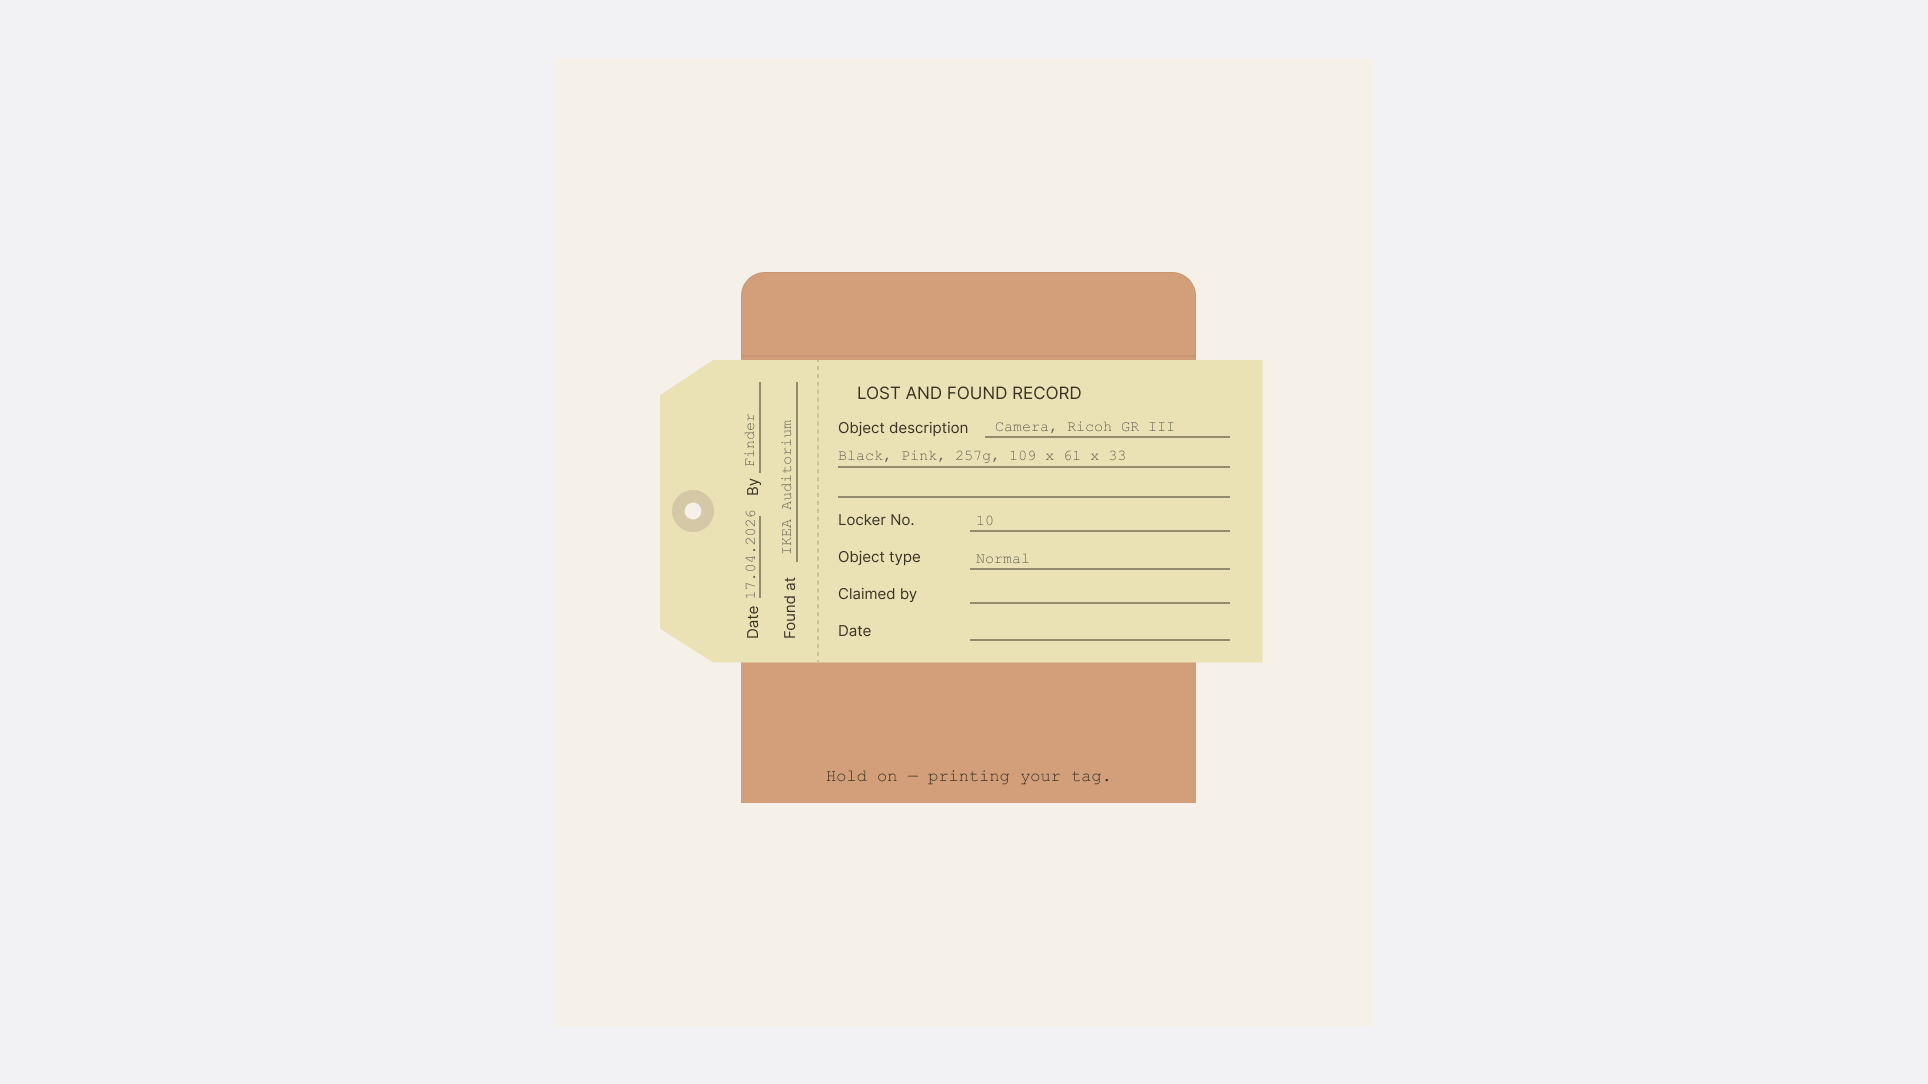 Date 17.04.2026 By Finder
Found at IKEA Auditorium
LOST AND FOUND RECORD
Object description Camera, Ricoh GR III
Black, Pink, 257g, 109 x 61 x 33
Locker No. 10
Object type Normal
Claimed by
Date
Hold on — printing your tag.